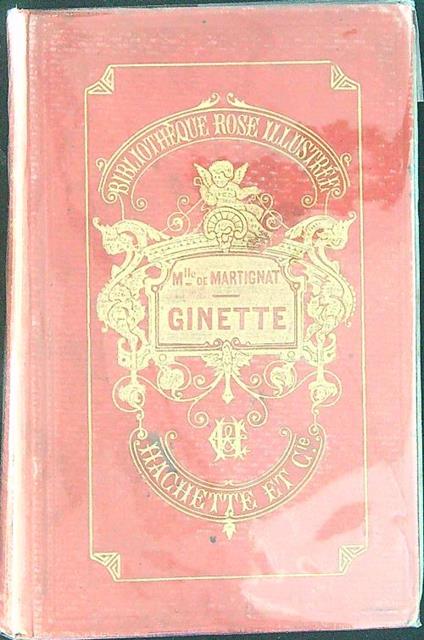 BIBLIOTHÈQUE ROSE ILLUSTRÉE
Mlle DE MARTIGNAT
GINETTE
HACHETTE ET Cie